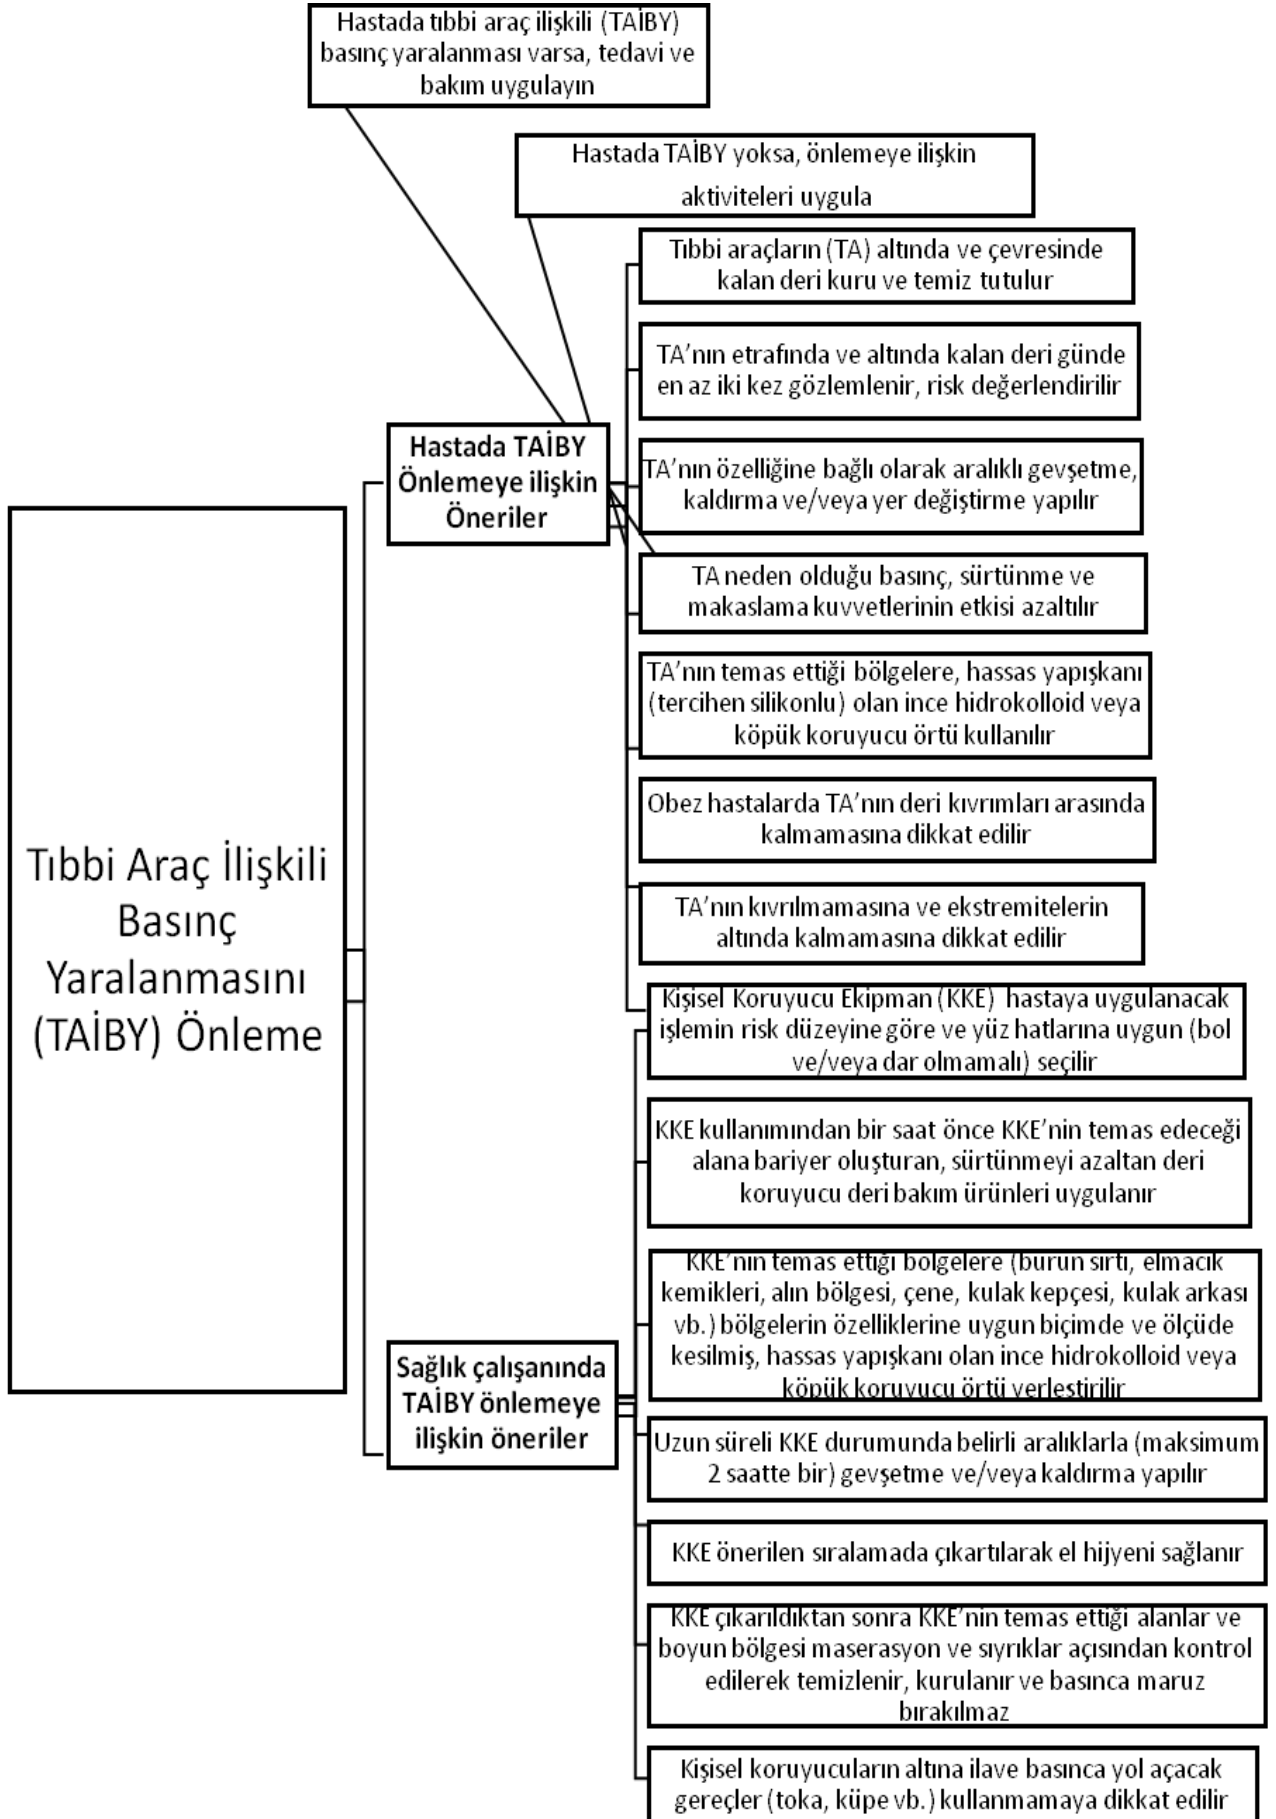 Hastada tıbbi araç ilişkili (TAİBY)
basınç yaralanması varsa, tedavi ve
bakım uygulayın
Hastada TAİBY yoksa, önlemeye ilişkin
aktiviteleri uygula
Tıbbi Araç İlişkili
Basınç
Yaralanmasını
(TAİBY) Önleme
Hastada TAİBY
Önlemeye ilişkin
Öneriler
Tıbbi araçların (TA) altında ve çevresinde
kalan deri kuru ve temiz tutulur
TA’nın etrafında ve altında kalan deri günde
en az iki kez gözlemlenir, risk değerlendirilir
TA’nın özelliğine bağlı olarak aralıklı gevşetme,
kaldırma ve/veya yer değiştirme yapılır
TA neden olduğu basınç, sürtünme ve
makaslama kuvvetlerinin etkisi azaltılır
TA’nın temas ettiği bölgelere, hassas yapışkanı
(tercihen silikonlu) olan ince hidrokolloid veya
köpük koruyucu örtü kullanılır
Obez hastalarda TA’nın deri kıvrımları arasında
kalmamasına dikkat edilir
TA’nın kıvrılmamasına ve ekstremitelerin
altında kalmamasına dikkat edilir
Sağlık çalışanında
TAİBY önlemeye
ilişkin öneriler
Kişisel Koruyucu Ekipman (KKE) hastaya uygulanacak
işlemin risk düzeyine göre ve yüz hatlarına uygun (bol
ve/veya dar olmamalı) seçilir
KKE kullanımından bir saat önce KKE’nin temas edeceği
alana bariyer oluşturan, sürtünmeyi azaltan deri
koruyucu deri bakım ürünleri uygulanır
KKE’nin temas ettiği bölgelere (burun sırtı, elmacık
kemikleri, alın bölgesi, çene, kulak kepçesi, kulak arkası
vb.) bölgelerin özelliklerine uygun biçimde ve ölçüde
kesilmiş, hassas yapışkanı olan ince hidrokolloid veya
köpük koruyucu örtü yerleştirilir
Uzun süreli KKE durumunda belirli aralıklarla (maksimum
2 saatte bir) gevşetme ve/veya kaldırma yapılır
KKE önerilen sıralamada çıkartılarak el hijyeni sağlanır
KKE çıkarıldıktan sonra KKE’nin temas ettiği alanlar ve
boyun bölgesi maserasyon ve sıyrıklar açısından kontrol
edilerek temizlenir, kurulanır ve basınca maruz
bırakılmaz
Kişisel koruyucuların altına ilave basınca yol açacak
gereçler (toka, küpe vb.) kullanmamaya dikkat edilir